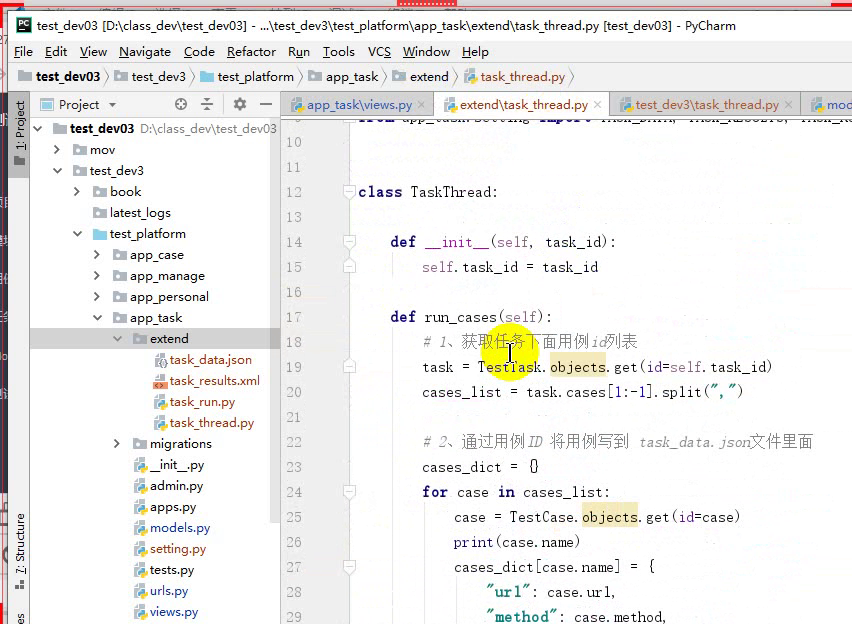 test_dev03 [D:\class_dev\test_dev03] - ...\test_dev3\test_platform\app_task\extend\task_thread.py [test_dev03] - PyCharm
File Edit View Navigate Code Refactor Run Tools VCS Window Help
test_dev03 test_dev3 test_platform app_task extend task_thread.py
1: Project
Project
app_task\views.py extend\task_thread.py test_dev3\task_thread.py mod
test_dev03 D:\class_dev\test_dev03
mov
test_dev3
book
latest_logs
test_platform
app_case
app_manage
app_personal
app_task
extend
task_data.json
task_results.xml
task_run.py
task_thread.py
migrations
__init__.py
admin.py
apps.py
models.py
setting.py
tests.py
urls.py
views.py
7: Structure
10
11
12 class TaskThread:
13
14 def __init__(self, task_id):
15 self.task_id = task_id
16
17 def run_cases(self):
18 # 1、获取任务下面用例id列表
19 task = TestTask.objects.get(id=self.task_id)
20 cases_list = task.cases[1:-1].split(",")
21
22 # 2、通过用例ID 将用例写到 task_data.json文件里面
23 cases_dict = {}
24 for case in cases_list:
25 case = TestCase.objects.get(id=case)
26 print(case.name)
27 cases_dict[case.name] = {
28 "url": case.url,
29 "method": case.method,